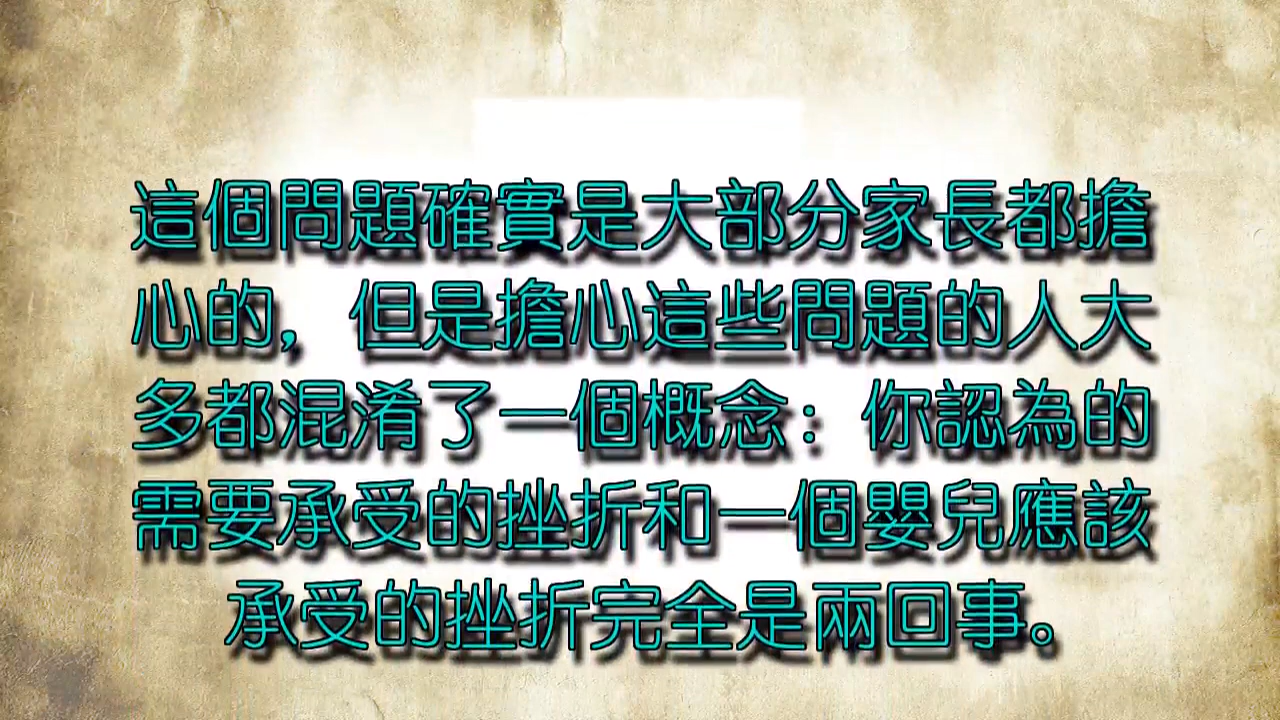 這個問題確實是大部分家長都擔
心的，但是擔心這些問題的人大
多都混淆了一個概念：你認為的
需要承受的挫折和一個嬰兒應該
承受的挫折完全是兩回事。